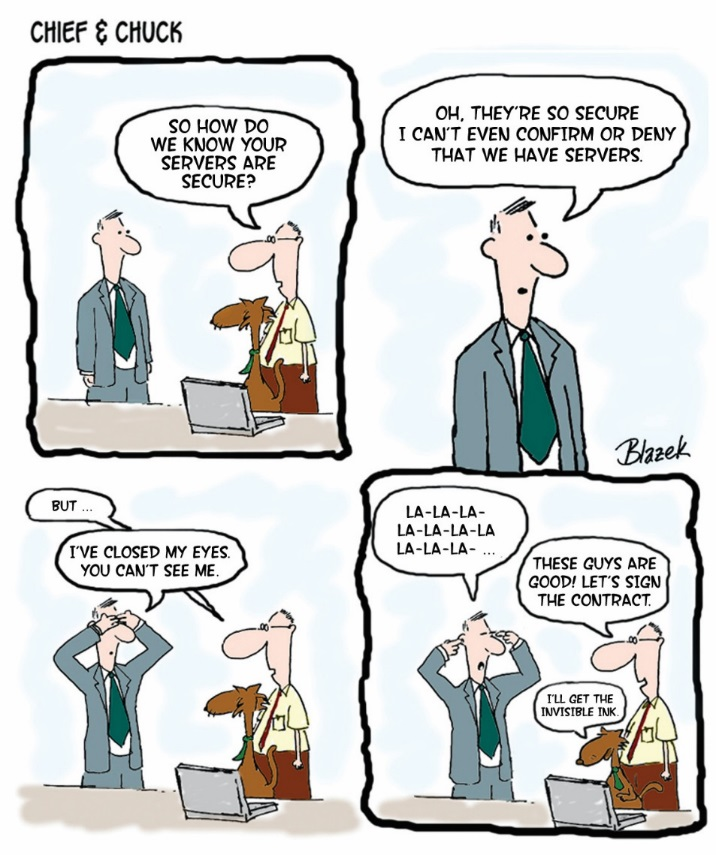 CHIEF & CHUCK
SO HOW DO
WE KNOW YOUR
SERVERS ARE
SECURE?
OH, THEY'RE SO SECURE
I CAN'T EVEN CONFIRM OR DENY
THAT WE HAVE SERVERS.
Blazek
BUT ...
I'VE CLOSED MY EYES.
YOU CAN'T SEE ME.
LA-LA-LA-
LA-LA-LA-LA
LA-LA-LA- ...
THESE GUYS ARE
GOOD! LET'S SIGN
THE CONTRACT.
I'LL GET THE
INVISIBLE INK.